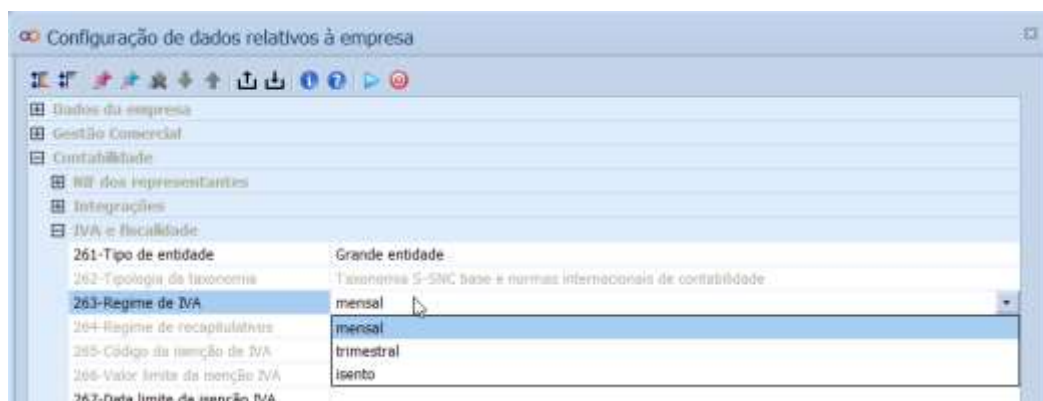 Configuração de dados relativos à empresa
Dados da empresa
Gestão Comercial
Contabilidade
NIF dos representantes
Integrações
IVA e fiscalidade
261-Tipo de entidade Grande entidade
262-Tipologia da taxonomia Taxonomia S-SNC base e normas internacionais de contabilidade
263-Regime de IVA mensal
264-Regime de recapitulativos mensal
265-Código da isenção de IVA trimestral
266-Valor limite da isenção IVA isento
267-Data limite da isenção IVA